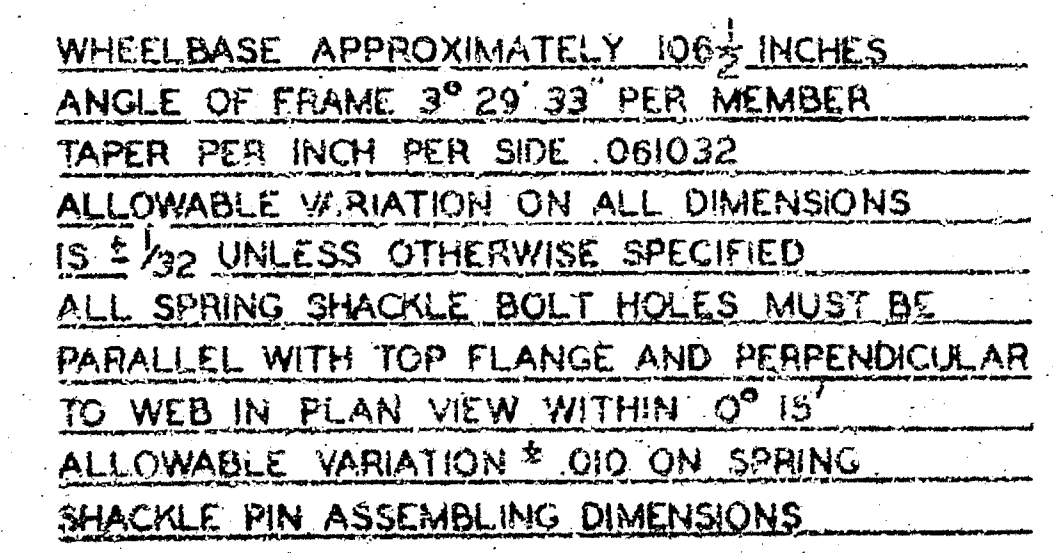 WHEELBASE APPROXIMATELY 106½ INCHES
ANGLE OF FRAME 3° 29' 33" PER MEMBER
TAPER PER INCH PER SIDE .061032
ALLOWABLE VARIATION ON ALL DIMENSIONS
IS ± 1/32 UNLESS OTHERWISE SPECIFIED
ALL SPRING SHACKLE BOLT HOLES MUST BE
PARALLEL WITH TOP FLANGE AND PERPENDICULAR
TO WEB IN PLAN VIEW WITHIN 0° 15'
ALLOWABLE VARIATION ± .010 ON SPRING
SHACKLE PIN ASSEMBLING DIMENSIONS